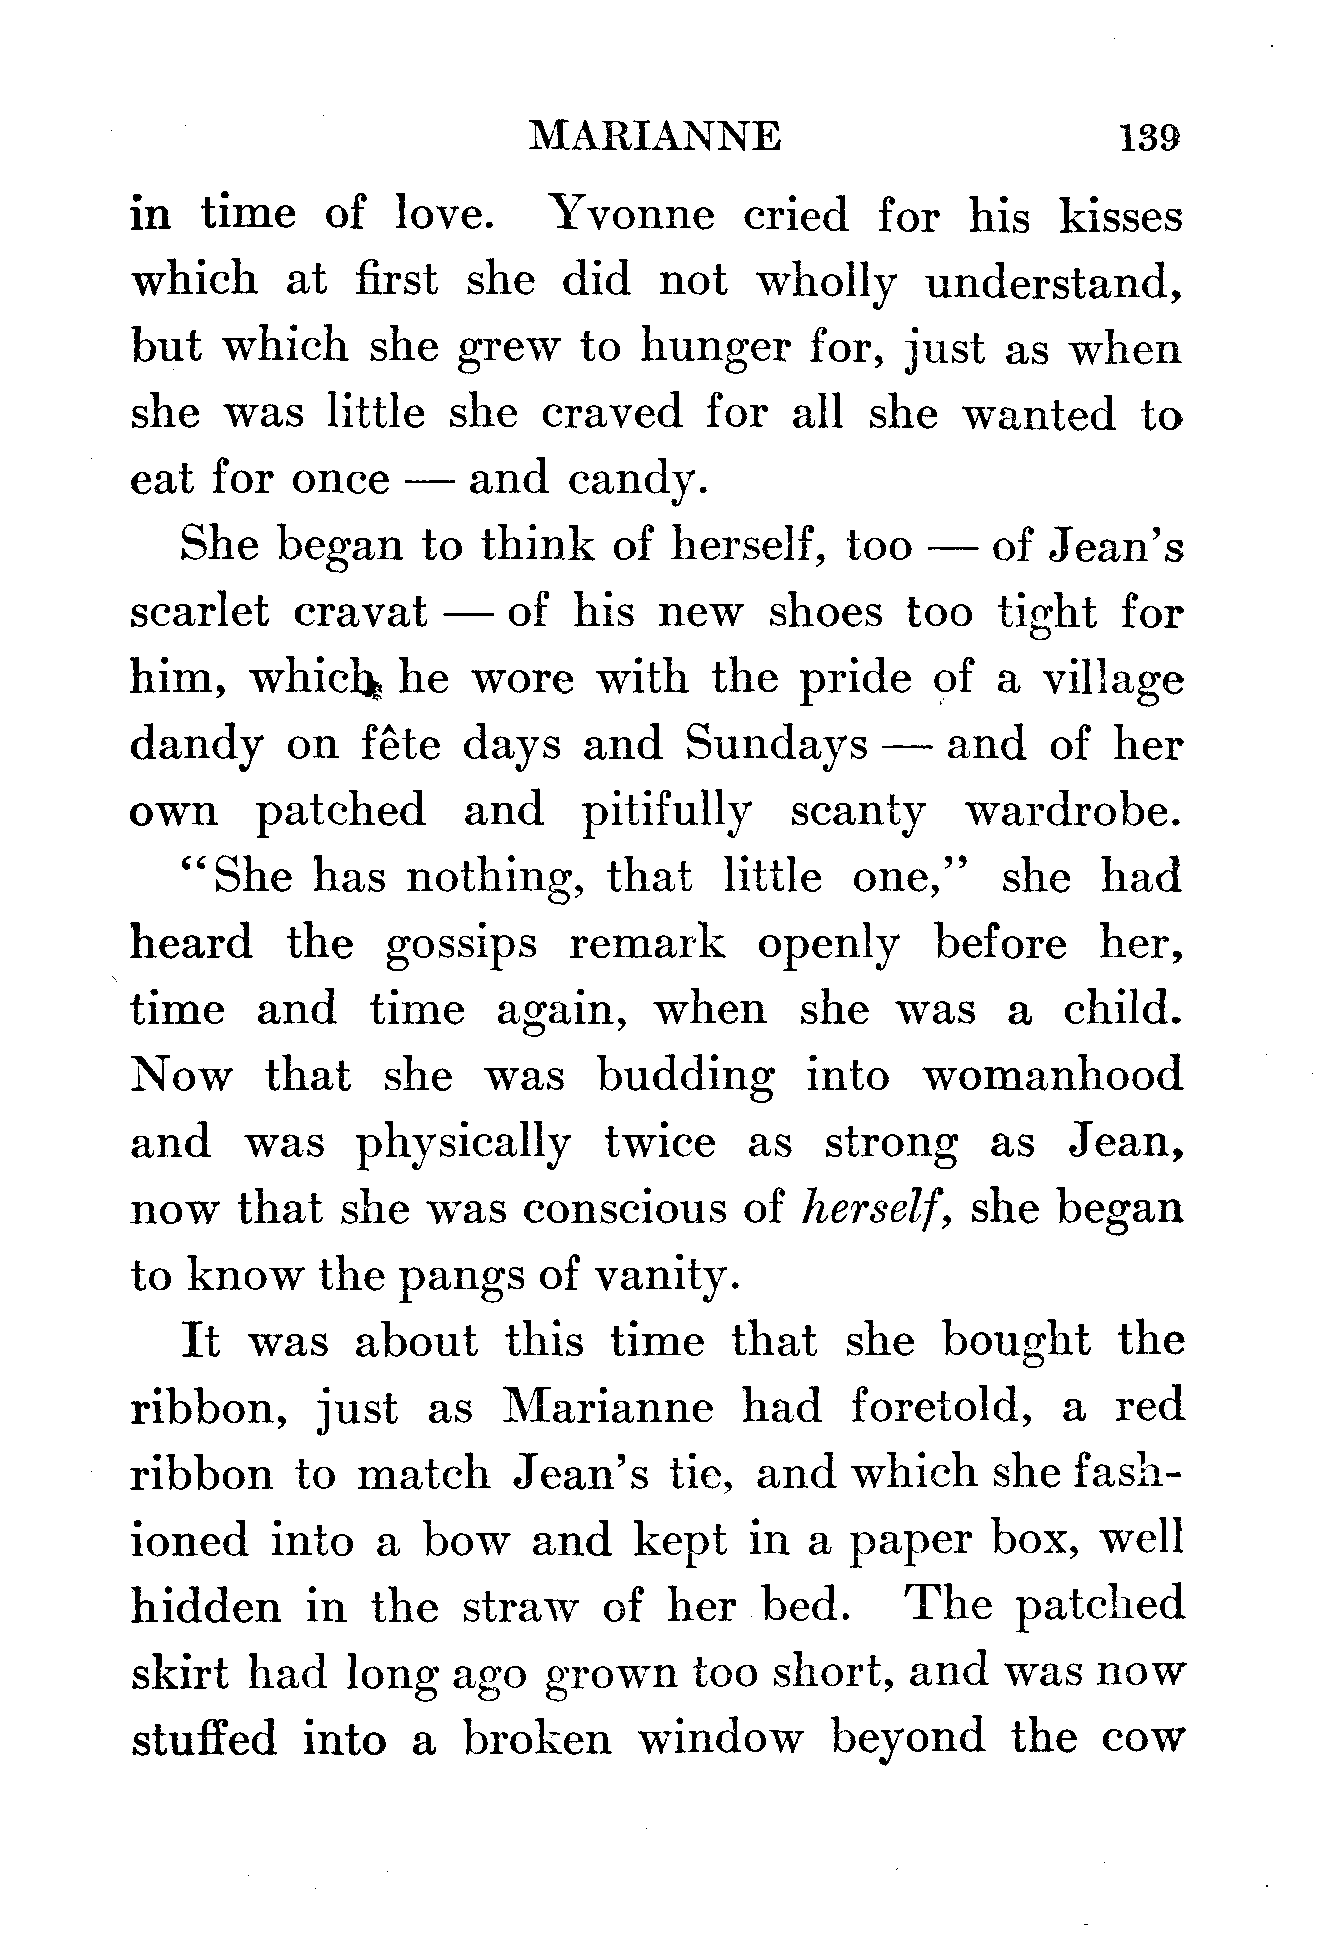 MARIANNE 139
in time of love. Yvonne cried for his kisses
which at first she did not wholly understand,
but which she grew to hunger for, just as when
she was little she craved for all she wanted to
eat for once — and candy.
She began to think of herself, too — of Jean's
scarlet cravat — of his new shoes too tight for
him, which he wore with the pride of a village
dandy on fête days and Sundays — and of her
own patched and pitifully scanty wardrobe.
"She has nothing, that little one," she had
heard the gossips remark openly before her,
time and time again, when she was a child.
Now that she was budding into womanhood
and was physically twice as strong as Jean,
now that she was conscious of herself, she began
to know the pangs of vanity.
It was about this time that she bought the
ribbon, just as Marianne had foretold, a red
ribbon to match Jean's tie, and which she fash-
ioned into a bow and kept in a paper box, well
hidden in the straw of her bed. The patched
skirt had long ago grown too short, and was now
stuffed into a broken window beyond the cow